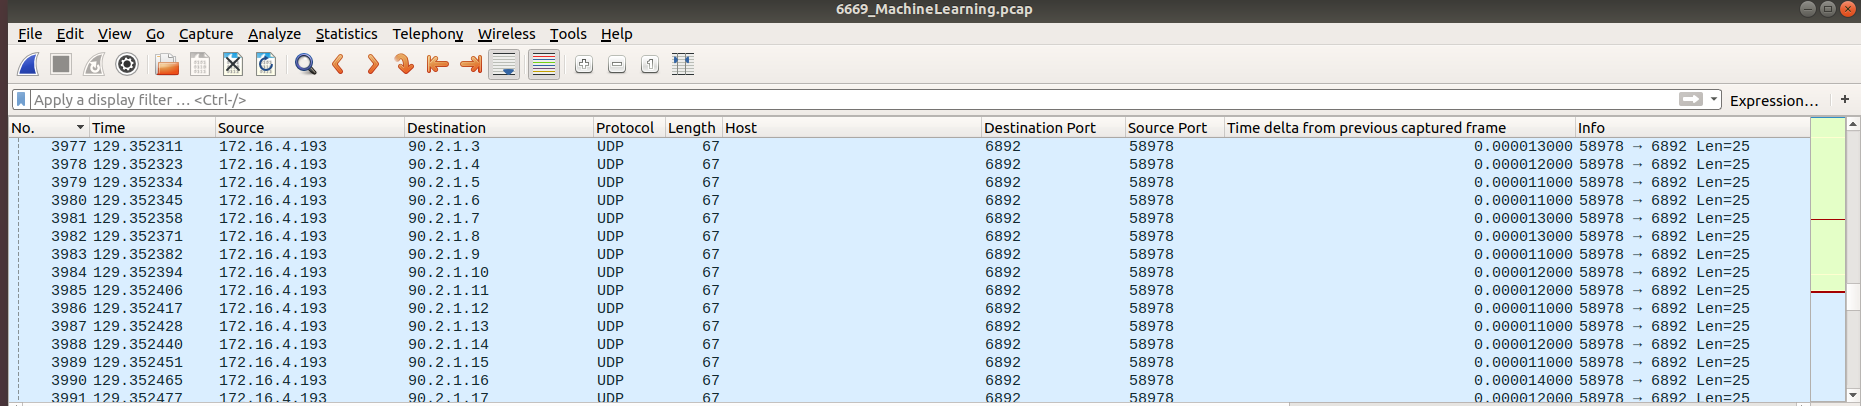 6669_MachineLearning.pcap
File Edit View Go Capture Analyze Statistics Telephony Wireless Tools Help
Apply a display filter … <Ctrl-/> Expression… +
No. Time Source Destination Protocol Length Host Destination Port Source Port Time delta from previous captured frame Info
3977 129.352311 172.16.4.193 90.2.1.3 UDP 67 6892 58978 0.000013000 58978 → 6892 Len=25
3978 129.352323 172.16.4.193 90.2.1.4 UDP 67 6892 58978 0.000012000 58978 → 6892 Len=25
3979 129.352334 172.16.4.193 90.2.1.5 UDP 67 6892 58978 0.000011000 58978 → 6892 Len=25
3980 129.352345 172.16.4.193 90.2.1.6 UDP 67 6892 58978 0.000011000 58978 → 6892 Len=25
3981 129.352358 172.16.4.193 90.2.1.7 UDP 67 6892 58978 0.000013000 58978 → 6892 Len=25
3982 129.352371 172.16.4.193 90.2.1.8 UDP 67 6892 58978 0.000013000 58978 → 6892 Len=25
3983 129.352382 172.16.4.193 90.2.1.9 UDP 67 6892 58978 0.000011000 58978 → 6892 Len=25
3984 129.352394 172.16.4.193 90.2.1.10 UDP 67 6892 58978 0.000012000 58978 → 6892 Len=25
3985 129.352406 172.16.4.193 90.2.1.11 UDP 67 6892 58978 0.000012000 58978 → 6892 Len=25
3986 129.352417 172.16.4.193 90.2.1.12 UDP 67 6892 58978 0.000011000 58978 → 6892 Len=25
3987 129.352428 172.16.4.193 90.2.1.13 UDP 67 6892 58978 0.000011000 58978 → 6892 Len=25
3988 129.352440 172.16.4.193 90.2.1.14 UDP 67 6892 58978 0.000012000 58978 → 6892 Len=25
3989 129.352451 172.16.4.193 90.2.1.15 UDP 67 6892 58978 0.000011000 58978 → 6892 Len=25
3990 129.352465 172.16.4.193 90.2.1.16 UDP 67 6892 58978 0.000014000 58978 → 6892 Len=25
3991 129.352477 172.16.4.193 90.2.1.17 UDP 67 6892 58978 0.000012000 58978 → 6892 Len=25